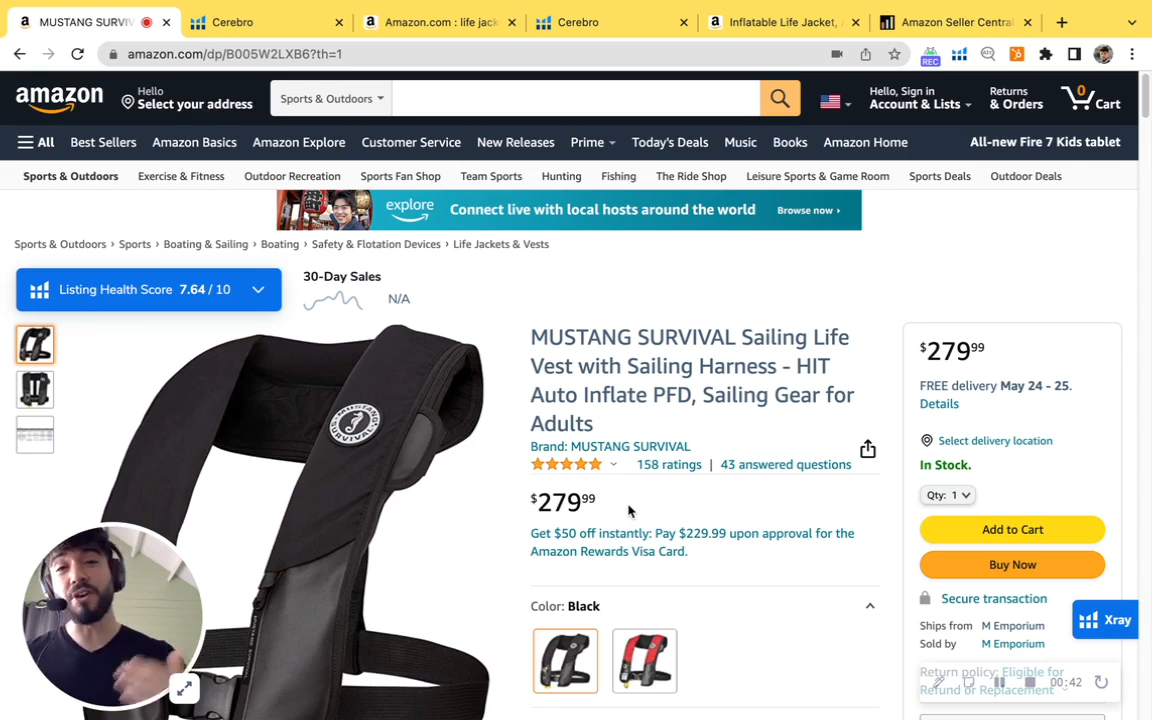 MUSTANG SURVIV
Cerebro
Amazon.com : life jack
Cerebro
Inflatable Life Jacket, A
Amazon Seller Central
amazon.com/dp/B005W2LXB6?th=1
REC
amazon
Hello
Select your address
Sports & Outdoors
Hello, Sign in
Account & Lists
Returns
& Orders
0
Cart
All
Best Sellers
Amazon Basics
Amazon Explore
Customer Service
New Releases
Prime
Today's Deals
Music
Books
Amazon Home
All-new Fire 7 Kids tablet
Sports & Outdoors
Exercise & Fitness
Outdoor Recreation
Sports Fan Shop
Team Sports
Hunting
Fishing
The Ride Shop
Leisure Sports & Game Room
Sports Deals
Outdoor Deals
explore
Connect live with local hosts around the world
Browse now ›
Sports & Outdoors › Sports › Boating & Sailing › Boating › Safety & Flotation Devices › Life Jackets & Vests
Listing Health Score 7.64 / 10
30-Day Sales
N/A
MUSTANG
SURVIVAL
MUSTANG SURVIVAL Sailing Life
Vest with Sailing Harness - HIT
Auto Inflate PFD, Sailing Gear for
Adults
Brand: MUSTANG SURVIVAL
158 ratings | 43 answered questions
$279.99
Get $50 off instantly: Pay $229.99 upon approval for the
Amazon Rewards Visa Card.
Color: Black
$279.99
FREE delivery May 24 - 25.
Details
Select delivery location
In Stock.
Qty: 1
Add to Cart
Buy Now
Secure transaction
Ships from M Emporium
Sold by M Emporium
Return policy: Eligible for
Refund or Replacement
Xray
00:42